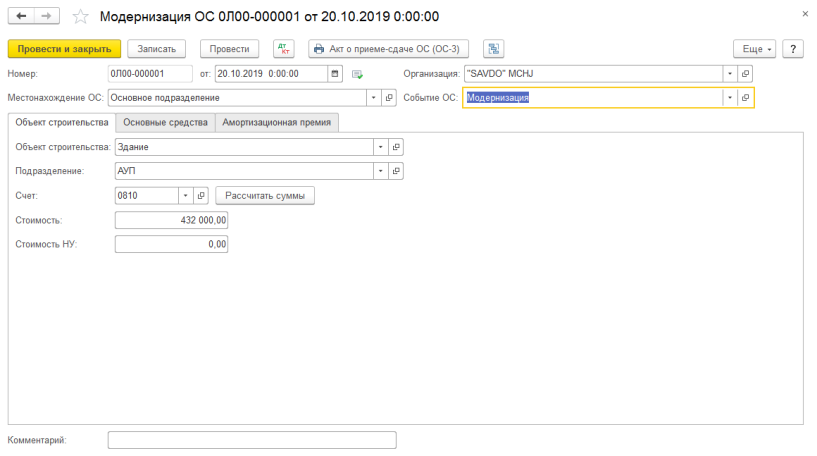 Модернизация ОС 0Л00-000001 от 20.10.2019 0:00:00
Провести и закрыть Записать Провести Дт Кт Акт о приеме-сдаче ОС (ОС-3) Еще ?
Номер: 0Л00-000001 от: 20.10.2019 0:00:00 Организация: "SAVDO" MCHJ
Местонахождение ОС: Основное подразделение Событие ОС: Модернизация
Объект строительства Основные средства Амортизационная премия
Объект строительства: Здание
Подразделение: АУП
Счет: 0810 Рассчитать суммы
Стоимость: 432 000,00
Стоимость НУ: 0,00
Комментарий: